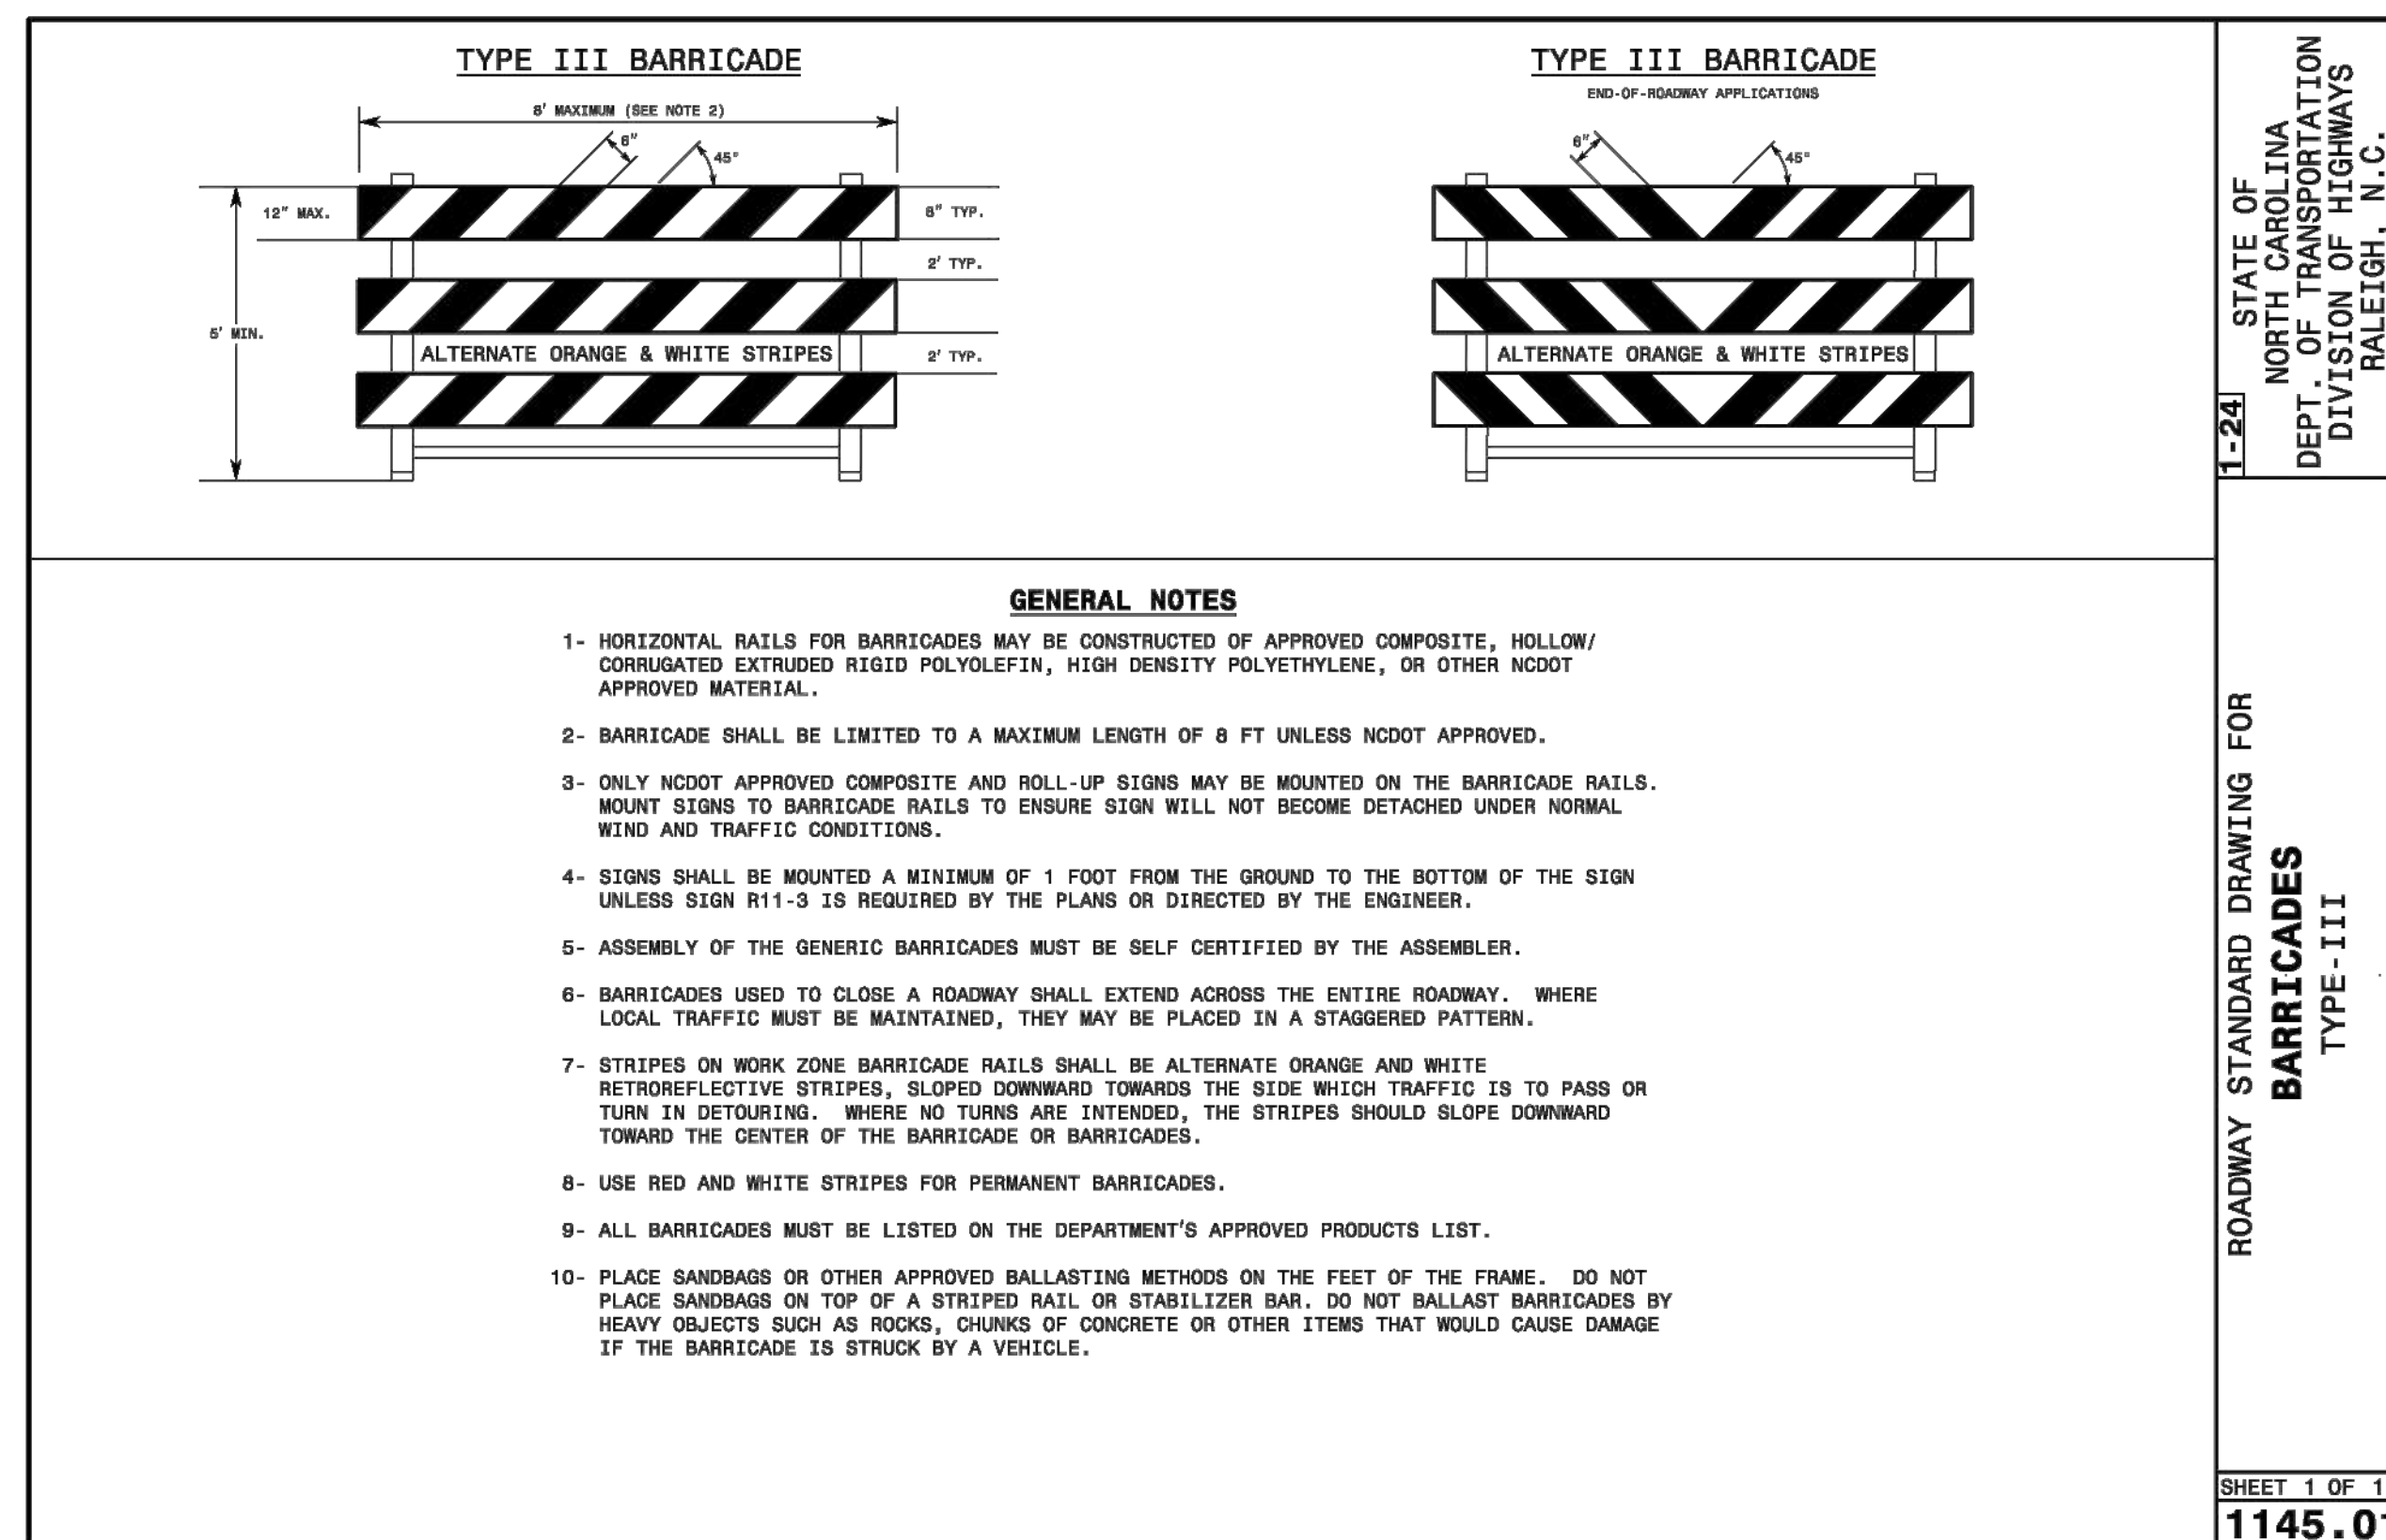 TYPE III BARRICADE
8' MAXIMUM (SEE NOTE 2)
6"
45°
12" MAX.
8" TYP.
2' TYP.
5' MIN.
ALTERNATE ORANGE & WHITE STRIPES
2' TYP.
TYPE III BARRICADE
END-OF-ROADWAY APPLICATIONS
6"
45°
ALTERNATE ORANGE & WHITE STRIPES
GENERAL NOTES
1- HORIZONTAL RAILS FOR BARRICADES MAY BE CONSTRUCTED OF APPROVED COMPOSITE, HOLLOW/
CORRUGATED EXTRUDED RIGID POLYOLEFIN, HIGH DENSITY POLYETHYLENE, OR OTHER NCDOT
APPROVED MATERIAL.
2- BARRICADE SHALL BE LIMITED TO A MAXIMUM LENGTH OF 8 FT UNLESS NCDOT APPROVED.
3- ONLY NCDOT APPROVED COMPOSITE AND ROLL-UP SIGNS MAY BE MOUNTED ON THE BARRICADE RAILS.
MOUNT SIGNS TO BARRICADE RAILS TO ENSURE SIGN WILL NOT BECOME DETACHED UNDER NORMAL
WIND AND TRAFFIC CONDITIONS.
4- SIGNS SHALL BE MOUNTED A MINIMUM OF 1 FOOT FROM THE GROUND TO THE BOTTOM OF THE SIGN
UNLESS SIGN R11-3 IS REQUIRED BY THE PLANS OR DIRECTED BY THE ENGINEER.
5- ASSEMBLY OF THE GENERIC BARRICADES MUST BE SELF CERTIFIED BY THE ASSEMBLER.
6- BARRICADES USED TO CLOSE A ROADWAY SHALL EXTEND ACROSS THE ENTIRE ROADWAY. WHERE
LOCAL TRAFFIC MUST BE MAINTAINED, THEY MAY BE PLACED IN A STAGGERED PATTERN.
7- STRIPES ON WORK ZONE BARRICADE RAILS SHALL BE ALTERNATE ORANGE AND WHITE
RETROREFLECTIVE STRIPES, SLOPED DOWNWARD TOWARDS THE SIDE WHICH TRAFFIC IS TO PASS OR
TURN IN DETOURING. WHERE NO TURNS ARE INTENDED, THE STRIPES SHOULD SLOPE DOWNWARD
TOWARD THE CENTER OF THE BARRICADE OR BARRICADES.
8- USE RED AND WHITE STRIPES FOR PERMANENT BARRICADES.
9- ALL BARRICADES MUST BE LISTED ON THE DEPARTMENT'S APPROVED PRODUCTS LIST.
10- PLACE SANDBAGS OR OTHER APPROVED BALLASTING METHODS ON THE FEET OF THE FRAME. DO NOT
PLACE SANDBAGS ON TOP OF A STRIPED RAIL OR STABILIZER BAR. DO NOT BALLAST BARRICADES BY
HEAVY OBJECTS SUCH AS ROCKS, CHUNKS OF CONCRETE OR OTHER ITEMS THAT WOULD CAUSE DAMAGE
IF THE BARRICADE IS STRUCK BY A VEHICLE.
1-24
STATE OF
NORTH CAROLINA
DEPT. OF TRANSPORTATION
DIVISION OF HIGHWAYS
RALEIGH, N.C.
ROADWAY STANDARD DRAWING FOR
BARRICADES
TYPE-III
SHEET 1 OF 1
1145.01